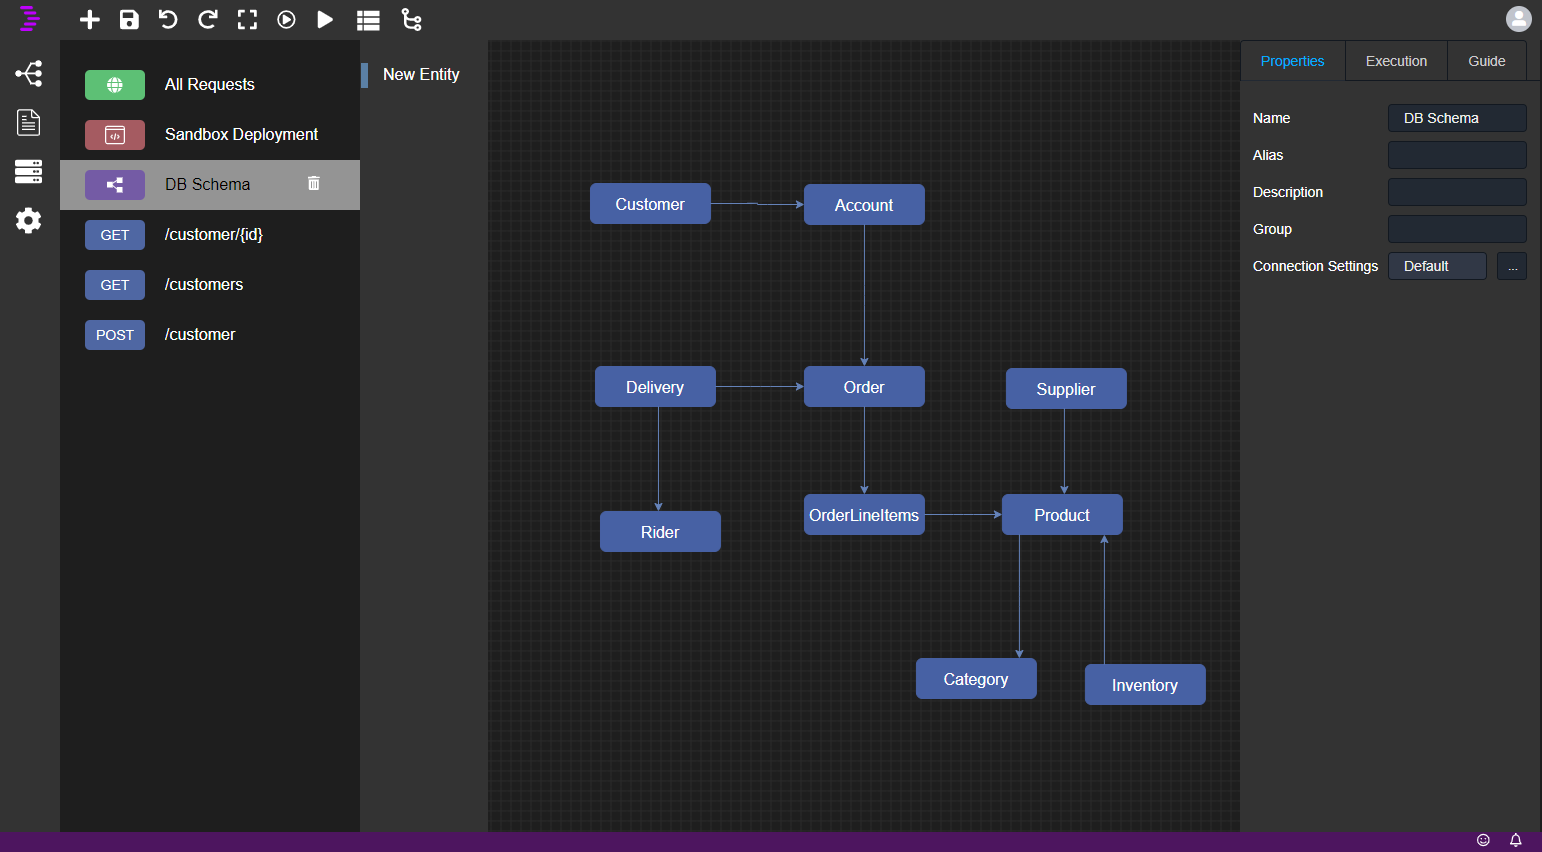 All Requests
Sandbox Deployment
DB Schema
GET /customer/{id}
GET /customers
POST /customer
New Entity
Customer
Account
Delivery
Order
Supplier
Rider
OrderLineItems
Product
Category
Inventory
Properties Execution Guide
Name DB Schema
Alias
Description
Group
Connection Settings Default ...